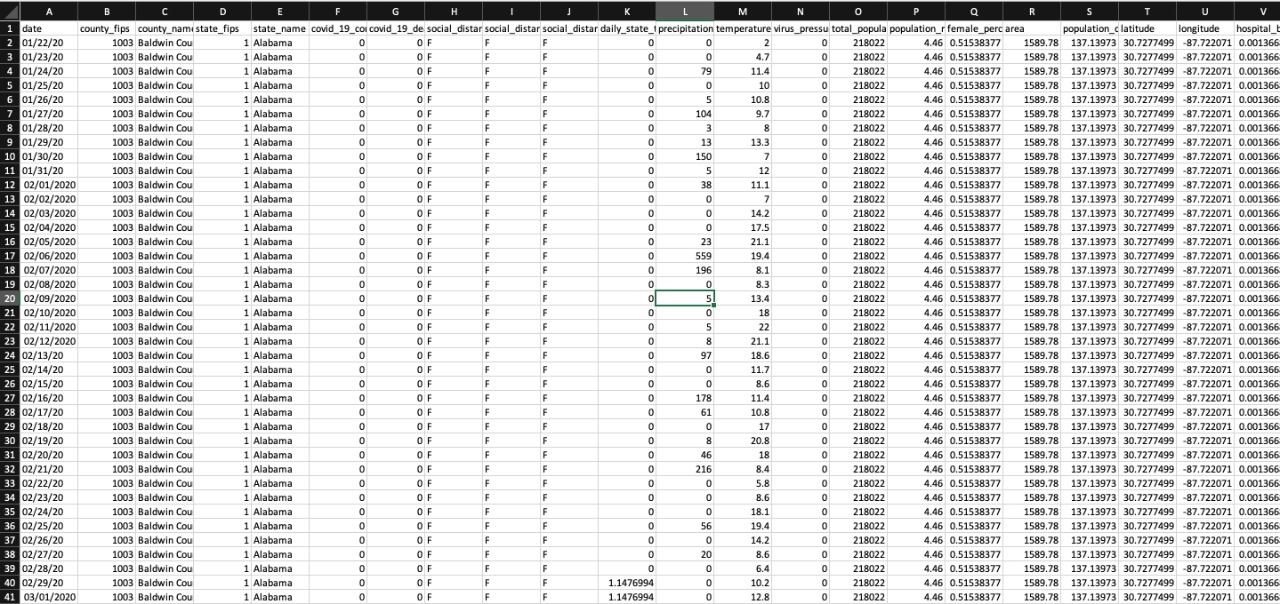 A B C D E F G H I J K L M N O P Q R S T U V
1 date county_fips county_nam state_fips state_name covid_19_co covid_19_de social_distar social_distar social_distar daily_state_t precipitation temperature virus_pressu total_popula population_r female_perc area population_d latitude longitude hospital_b
2 01/22/20 1003 Baldwin Cou 1 Alabama 0 0 F F F 0 0 2 0 218022 4.46 0.51538377 1589.78 137.13973 30.7277499 -87.722071 0.001366
3 01/23/20 1003 Baldwin Cou 1 Alabama 0 0 F F F 0 0 4.7 0 218022 4.46 0.51538377 1589.78 137.13973 30.7277499 -87.722071 0.001366
4 01/24/20 1003 Baldwin Cou 1 Alabama 0 0 F F F 0 79 11.4 0 218022 4.46 0.51538377 1589.78 137.13973 30.7277499 -87.722071 0.001366
5 01/25/20 1003 Baldwin Cou 1 Alabama 0 0 F F F 0 0 10 0 218022 4.46 0.51538377 1589.78 137.13973 30.7277499 -87.722071 0.001366
6 01/26/20 1003 Baldwin Cou 1 Alabama 0 0 F F F 0 5 10.8 0 218022 4.46 0.51538377 1589.78 137.13973 30.7277499 -87.722071 0.001366
7 01/27/20 1003 Baldwin Cou 1 Alabama 0 0 F F F 0 104 9.7 0 218022 4.46 0.51538377 1589.78 137.13973 30.7277499 -87.722071 0.001366
8 01/28/20 1003 Baldwin Cou 1 Alabama 0 0 F F F 0 3 8 0 218022 4.46 0.51538377 1589.78 137.13973 30.7277499 -87.722071 0.001366
9 01/29/20 1003 Baldwin Cou 1 Alabama 0 0 F F F 0 13 13.3 0 218022 4.46 0.51538377 1589.78 137.13973 30.7277499 -87.722071 0.001366
10 01/30/20 1003 Baldwin Cou 1 Alabama 0 0 F F F 0 150 7 0 218022 4.46 0.51538377 1589.78 137.13973 30.7277499 -87.722071 0.001366
11 01/31/20 1003 Baldwin Cou 1 Alabama 0 0 F F F 0 5 12 0 218022 4.46 0.51538377 1589.78 137.13973 30.7277499 -87.722071 0.001366
12 02/01/2020 1003 Baldwin Cou 1 Alabama 0 0 F F F 0 38 11.1 0 218022 4.46 0.51538377 1589.78 137.13973 30.7277499 -87.722071 0.001366
13 02/02/2020 1003 Baldwin Cou 1 Alabama 0 0 F F F 0 0 7 0 218022 4.46 0.51538377 1589.78 137.13973 30.7277499 -87.722071 0.001366
14 02/03/2020 1003 Baldwin Cou 1 Alabama 0 0 F F F 0 0 14.2 0 218022 4.46 0.51538377 1589.78 137.13973 30.7277499 -87.722071 0.001366
15 02/04/2020 1003 Baldwin Cou 1 Alabama 0 0 F F F 0 0 17.5 0 218022 4.46 0.51538377 1589.78 137.13973 30.7277499 -87.722071 0.001366
16 02/05/2020 1003 Baldwin Cou 1 Alabama 0 0 F F F 0 23 21.1 0 218022 4.46 0.51538377 1589.78 137.13973 30.7277499 -87.722071 0.001366
17 02/06/2020 1003 Baldwin Cou 1 Alabama 0 0 F F F 0 559 19.4 0 218022 4.46 0.51538377 1589.78 137.13973 30.7277499 -87.722071 0.001366
18 02/07/2020 1003 Baldwin Cou 1 Alabama 0 0 F F F 0 196 8.1 0 218022 4.46 0.51538377 1589.78 137.13973 30.7277499 -87.722071 0.001366
19 02/08/2020 1003 Baldwin Cou 1 Alabama 0 0 F F F 0 0 8.3 0 218022 4.46 0.51538377 1589.78 137.13973 30.7277499 -87.722071 0.001366
20 02/09/2020 1003 Baldwin Cou 1 Alabama 0 0 F F F 0 5 13.4 0 218022 4.46 0.51538377 1589.78 137.13973 30.7277499 -87.722071 0.001366
21 02/10/2020 1003 Baldwin Cou 1 Alabama 0 0 F F F 0 0 18 0 218022 4.46 0.51538377 1589.78 137.13973 30.7277499 -87.722071 0.001366
22 02/11/2020 1003 Baldwin Cou 1 Alabama 0 0 F F F 0 5 22 0 218022 4.46 0.51538377 1589.78 137.13973 30.7277499 -87.722071 0.001366
23 02/12/2020 1003 Baldwin Cou 1 Alabama 0 0 F F F 0 8 21.1 0 218022 4.46 0.51538377 1589.78 137.13973 30.7277499 -87.722071 0.001366
24 02/13/20 1003 Baldwin Cou 1 Alabama 0 0 F F F 0 97 18.6 0 218022 4.46 0.51538377 1589.78 137.13973 30.7277499 -87.722071 0.001366
25 02/14/20 1003 Baldwin Cou 1 Alabama 0 0 F F F 0 0 11.7 0 218022 4.46 0.51538377 1589.78 137.13973 30.7277499 -87.722071 0.001366
26 02/15/20 1003 Baldwin Cou 1 Alabama 0 0 F F F 0 0 8.6 0 218022 4.46 0.51538377 1589.78 137.13973 30.7277499 -87.722071 0.001366
27 02/16/20 1003 Baldwin Cou 1 Alabama 0 0 F F F 0 178 11.4 0 218022 4.46 0.51538377 1589.78 137.13973 30.7277499 -87.722071 0.001366
28 02/17/20 1003 Baldwin Cou 1 Alabama 0 0 F F F 0 61 10.8 0 218022 4.46 0.51538377 1589.78 137.13973 30.7277499 -87.722071 0.001366
29 02/18/20 1003 Baldwin Cou 1 Alabama 0 0 F F F 0 0 17 0 218022 4.46 0.51538377 1589.78 137.13973 30.7277499 -87.722071 0.001366
30 02/19/20 1003 Baldwin Cou 1 Alabama 0 0 F F F 0 8 20.8 0 218022 4.46 0.51538377 1589.78 137.13973 30.7277499 -87.722071 0.001366
31 02/20/20 1003 Baldwin Cou 1 Alabama 0 0 F F F 0 46 18 0 218022 4.46 0.51538377 1589.78 137.13973 30.7277499 -87.722071 0.001366
32 02/21/20 1003 Baldwin Cou 1 Alabama 0 0 F F F 0 216 8.4 0 218022 4.46 0.51538377 1589.78 137.13973 30.7277499 -87.722071 0.001366
33 02/22/20 1003 Baldwin Cou 1 Alabama 0 0 F F F 0 0 5.8 0 218022 4.46 0.51538377 1589.78 137.13973 30.7277499 -87.722071 0.001366
34 02/23/20 1003 Baldwin Cou 1 Alabama 0 0 F F F 0 0 8.6 0 218022 4.46 0.51538377 1589.78 137.13973 30.7277499 -87.722071 0.001366
35 02/24/20 1003 Baldwin Cou 1 Alabama 0 0 F F F 0 0 18.1 0 218022 4.46 0.51538377 1589.78 137.13973 30.7277499 -87.722071 0.001366
36 02/25/20 1003 Baldwin Cou 1 Alabama 0 0 F F F 0 56 19.4 0 218022 4.46 0.51538377 1589.78 137.13973 30.7277499 -87.722071 0.001366
37 02/26/20 1003 Baldwin Cou 1 Alabama 0 0 F F F 0 0 14.2 0 218022 4.46 0.51538377 1589.78 137.13973 30.7277499 -87.722071 0.001366
38 02/27/20 1003 Baldwin Cou 1 Alabama 0 0 F F F 0 20 8.6 0 218022 4.46 0.51538377 1589.78 137.13973 30.7277499 -87.722071 0.001366
39 02/28/20 1003 Baldwin Cou 1 Alabama 0 0 F F F 0 0 6.4 0 218022 4.46 0.51538377 1589.78 137.13973 30.7277499 -87.722071 0.001366
40 02/29/20 1003 Baldwin Cou 1 Alabama 0 0 F F F 1.1476994 0 10.2 0 218022 4.46 0.51538377 1589.78 137.13973 30.7277499 -87.722071 0.001366
41 03/01/2020 1003 Baldwin Cou 1 Alabama 0 0 F F F 1.1476994 0 12.8 0 218022 4.46 0.51538377 1589.78 137.13973 30.7277499 -87.722071 0.001366